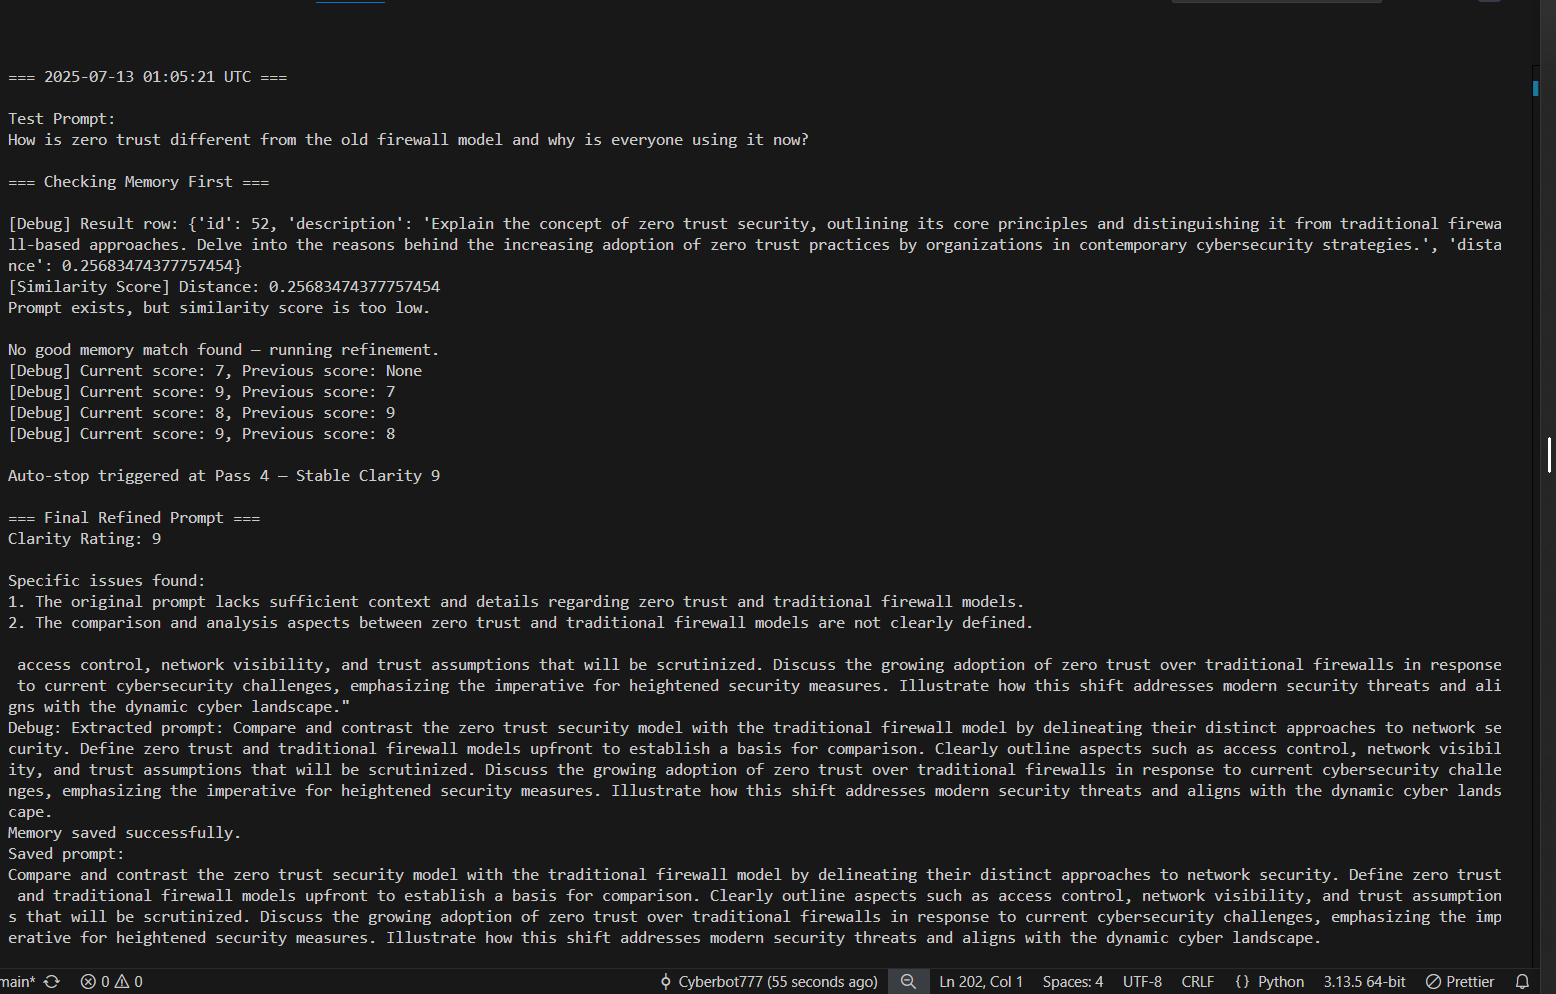 === 2025-07-13 01:05:21 UTC ===
Test Prompt:
How is zero trust different from the old firewall model and why is everyone using it now?
=== Checking Memory First ===
[Debug] Result row: {'id': 52, 'description': 'Explain the concept of zero trust security, outlining its core principles and distinguishing it from traditional firewa
ll-based approaches. Delve into the reasons behind the increasing adoption of zero trust practices by organizations in contemporary cybersecurity strategies.', 'dista
nce': 0.25683474377757454}
[Similarity Score] Distance: 0.25683474377757454
Prompt exists, but similarity score is too low.
No good memory match found — running refinement.
[Debug] Current score: 7, Previous score: None
[Debug] Current score: 9, Previous score: 7
[Debug] Current score: 8, Previous score: 9
[Debug] Current score: 9, Previous score: 8
Auto-stop triggered at Pass 4 — Stable Clarity 9
=== Final Refined Prompt ===
Clarity Rating: 9
Specific issues found:
1. The original prompt lacks sufficient context and details regarding zero trust and traditional firewall models.
2. The comparison and analysis aspects between zero trust and traditional firewall models are not clearly defined.
access control, network visibility, and trust assumptions that will be scrutinized. Discuss the growing adoption of zero trust over traditional firewalls in response
to current cybersecurity challenges, emphasizing the imperative for heightened security measures. Illustrate how this shift addresses modern security threats and ali
gns with the dynamic cyber landscape."
Debug: Extracted prompt: Compare and contrast the zero trust security model with the traditional firewall model by delineating their distinct approaches to network se
curity. Define zero trust and traditional firewall models upfront to establish a basis for comparison. Clearly outline aspects such as access control, network visibil
ity, and trust assumptions that will be scrutinized. Discuss the growing adoption of zero trust over traditional firewalls in response to current cybersecurity challe
nges, emphasizing the imperative for heightened security measures. Illustrate how this shift addresses modern security threats and aligns with the dynamic cyber lands
cape.
Memory saved successfully.
Saved prompt:
Compare and contrast the zero trust security model with the traditional firewall model by delineating their distinct approaches to network security. Define zero trust
and traditional firewall models upfront to establish a basis for comparison. Clearly outline aspects such as access control, network visibility, and trust assumption
s that will be scrutinized. Discuss the growing adoption of zero trust over traditional firewalls in response to current cybersecurity challenges, emphasizing the imp
erative for heightened security measures. Illustrate how this shift addresses modern security threats and aligns with the dynamic cyber landscape.
main* 0 0 Cyberbot777 (55 seconds ago) Ln 202, Col 1 Spaces: 4 UTF-8 CRLF {} Python 3.13.5 64-bit Prettier